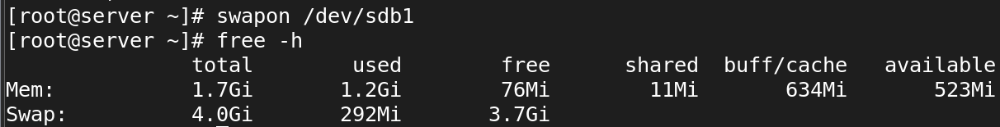 [root@server ~]# swapon /dev/sdb1
[root@server ~]# free -h
total used free shared buff/cache available
Mem: 1.7Gi 1.2Gi 76Mi 11Mi 634Mi 523Mi
Swap: 4.0Gi 292Mi 3.7Gi